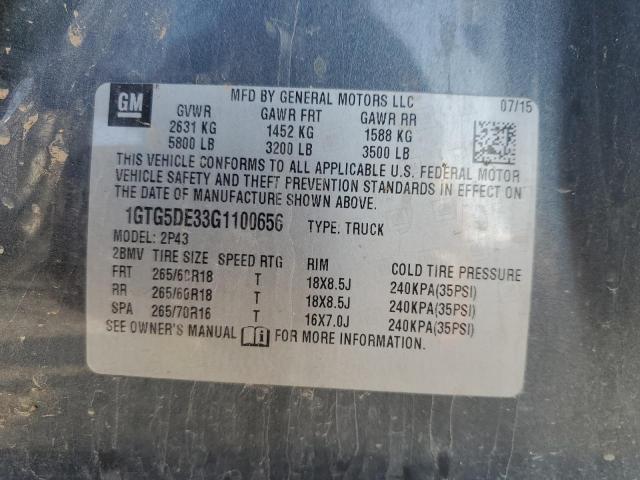 GM
MFD BY GENERAL MOTORS LLC
07/15
GVWR GAWR FRT GAWR RR
2631 KG 1452 KG 1588 KG
5800 LB 3200 LB 3500 LB
THIS VEHICLE CONFORMS TO ALL APPLICABLE U.S. FEDERAL MOTOR
VEHICLE SAFETY AND THEFT PREVENTION STANDARDS IN EFFECT ON
THE DATE OF MANUFACTURE SHOWN ABOVE.
1GTG5DE33G1100656 TYPE: TRUCK
MODEL: 2P43
2BMV TIRE SIZE SPEED RTG RIM COLD TIRE PRESSURE
FRT 265/60R18 T 18X8.5J 240KPA(35PSI)
RR 265/60R18 T 18X8.5J 240KPA(35PSI)
SPA 265/70R16 T 16X7.0J 240KPA(35PSI)
SEE OWNER'S MANUAL i FOR MORE INFORMATION.